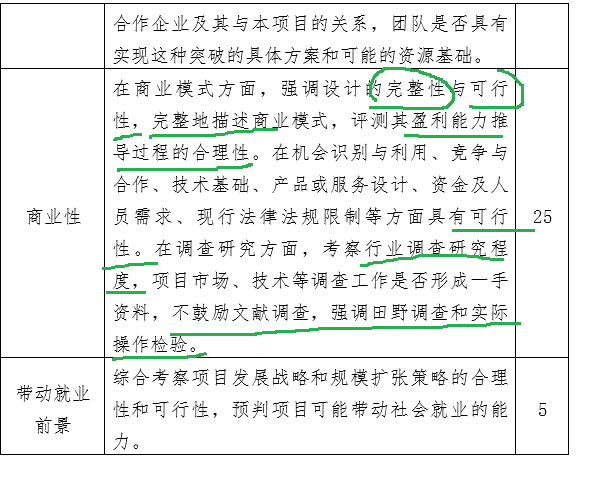 合作企业及其与本项目的关系，团队是否具有
实现这种突破的具体方案和可能的资源基础。
在商业模式方面，强调设计的完整性与可行
性，完整地描述商业模式，评测其盈利能力推
导过程的合理性。在机会识别与利用、竞争与
合作、技术基础、产品或服务设计、资金及人
员需求、现行法律法规限制等方面具有可行
性。在调查研究方面，考察行业调查研究程
度，项目市场、技术等调查工作是否形成一手
资料，不鼓励文献调查，强调田野调查和实际
操作检验。
商业性
25
综合考察项目发展战略和规模扩张策略的合理
性和可行性，预判项目可能带动社会就业的能
力。
带动就业
前景
5